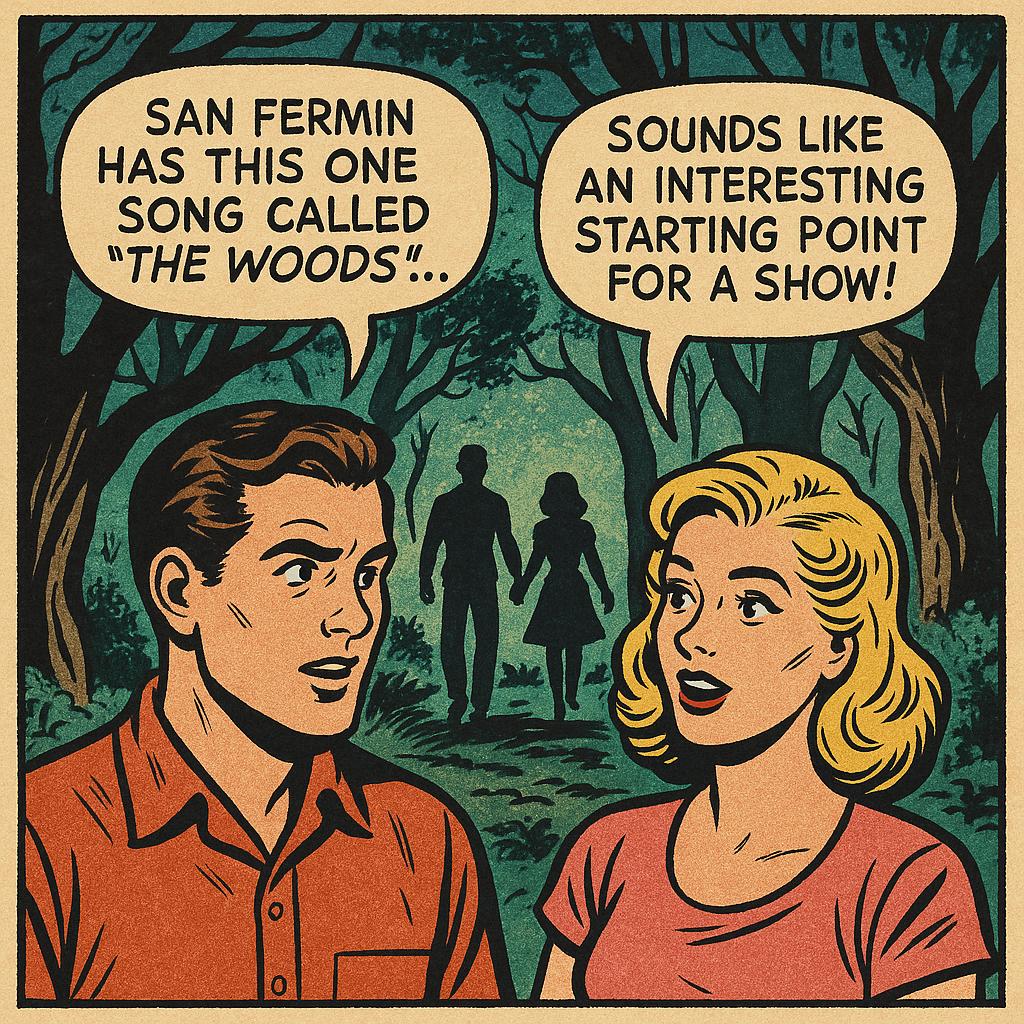 SAN FERMIN
HAS THIS ONE
SONG CALLED
"THE WOODS"...
SOUNDS LIKE
AN INTERESTING
STARTING POINT
FOR A SHOW!